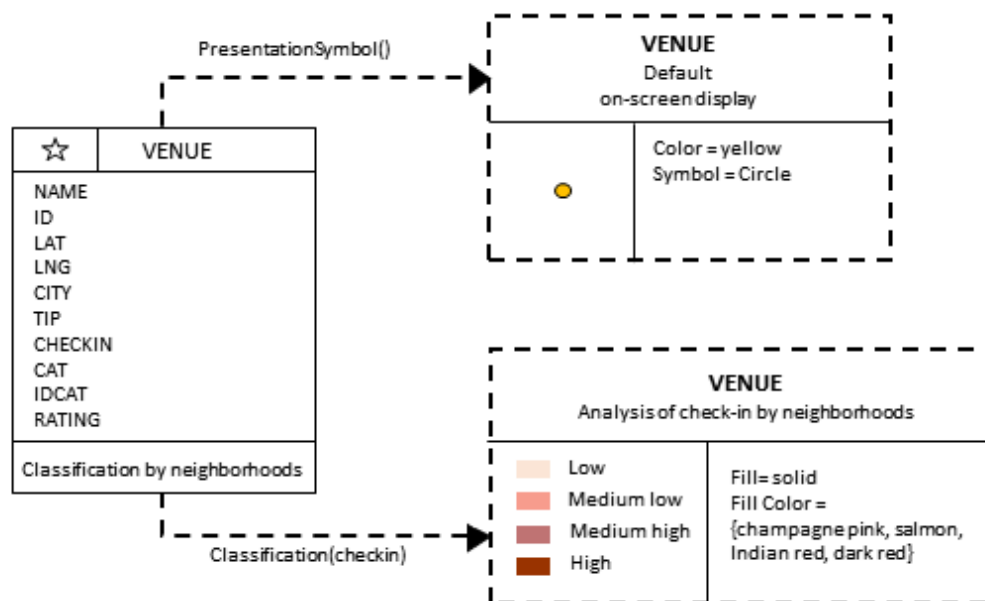 PresentationSymbol()
VENUE
Default
on-screen display
Color = yellow
Symbol = Circle
VENUE
NAME
ID
LAT
LNG
CITY
TIP
CHECKIN
CAT
IDCAT
RATING
Classification by neighborhoods
Classification(checkin)
VENUE
Analysis of check-in by neighborhoods
Low
Medium low
Medium high
High
Fill= solid
Fill Color =
{champagne pink, salmon,
Indian red, dark red}